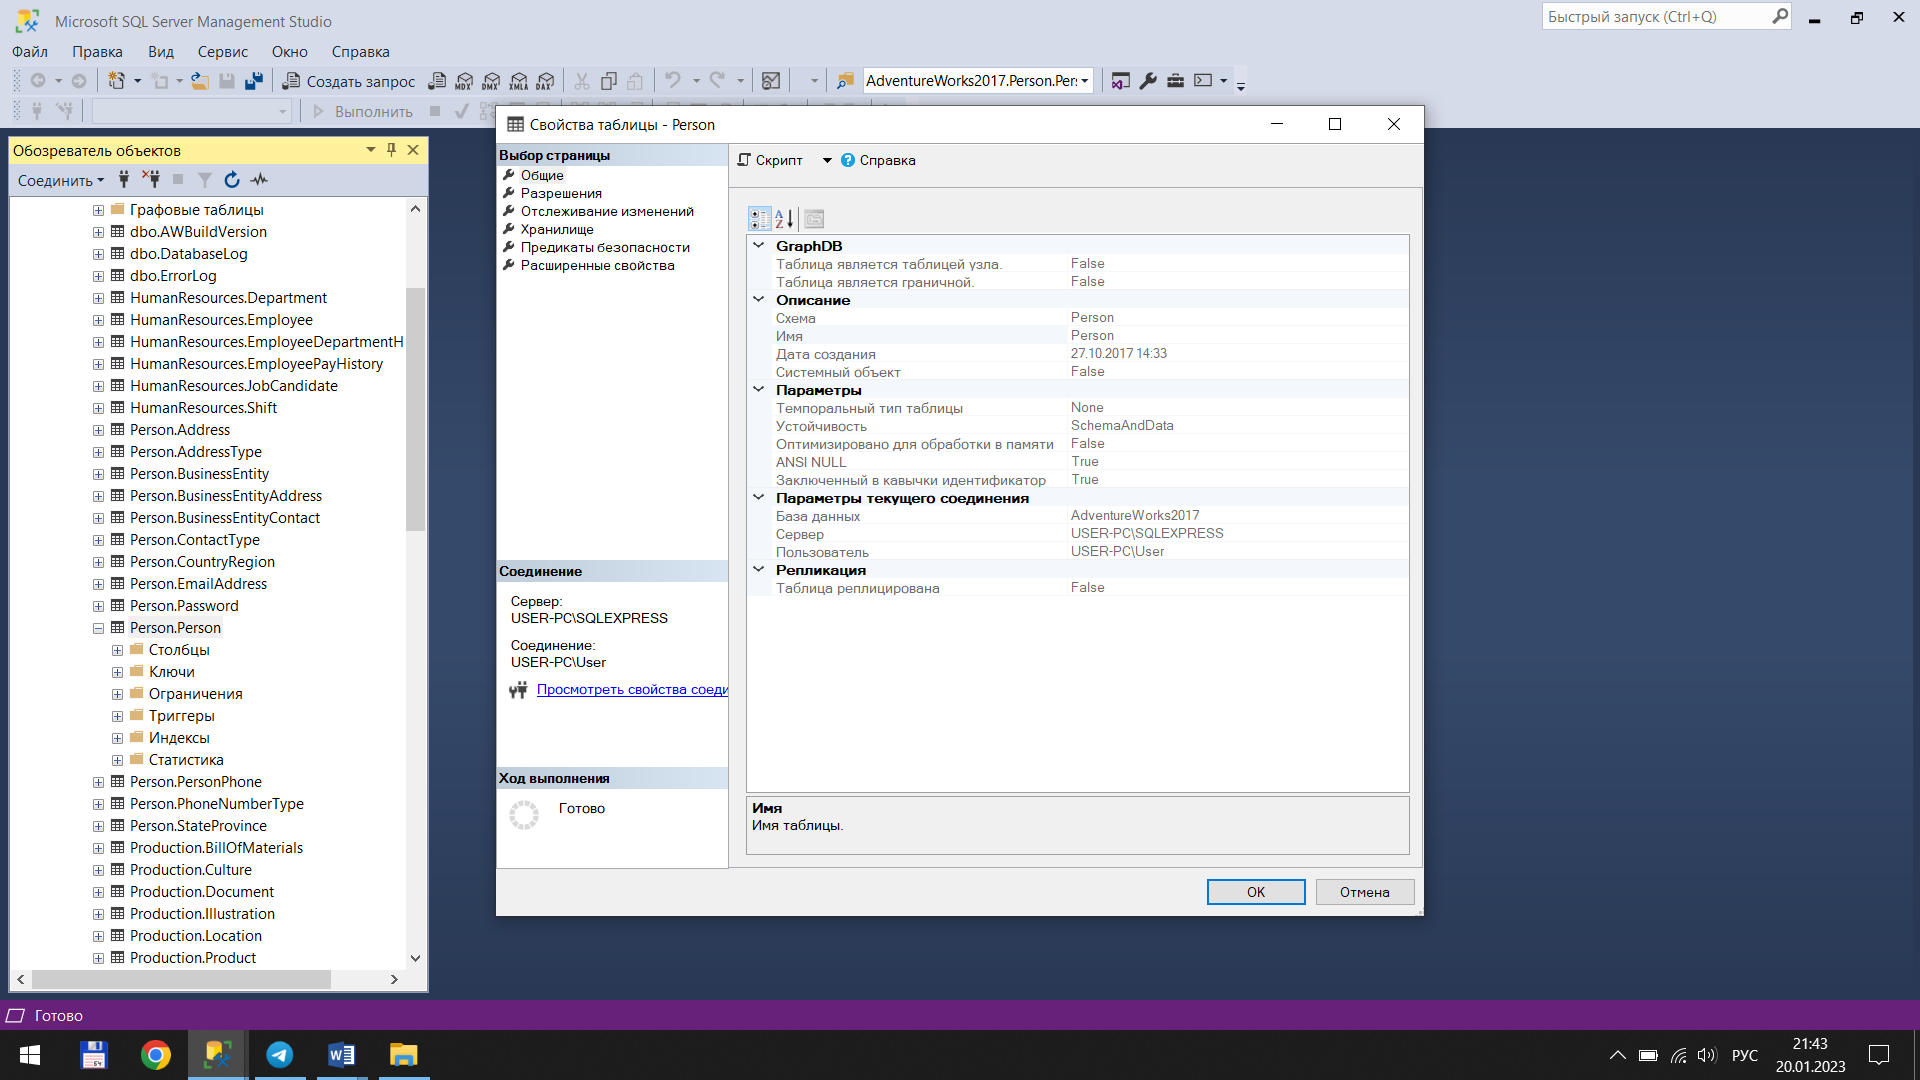 Microsoft SQL Server Management Studio
Быстрый запуск (Ctrl+Q)
Файл Правка Вид Сервис Окно Справка
Создать запрос
MDX DMX XMLA DAX
AdventureWorks2017.Person.Per
Выполнить
Обозреватель объектов
Соединить
Графовые таблицы
dbo.AWBuildVersion
dbo.DatabaseLog
dbo.ErrorLog
HumanResources.Department
HumanResources.Employee
HumanResources.EmployeeDepartmentH
HumanResources.EmployeePayHistory
HumanResources.JobCandidate
HumanResources.Shift
Person.Address
Person.AddressType
Person.BusinessEntity
Person.BusinessEntityAddress
Person.BusinessEntityContact
Person.ContactType
Person.CountryRegion
Person.EmailAddress
Person.Password
Person.Person
Столбцы
Ключи
Ограничения
Триггеры
Индексы
Статистика
Person.PersonPhone
Person.PhoneNumberType
Person.StateProvince
Production.BillOfMaterials
Production.Culture
Production.Document
Production.Illustration
Production.Location
Production.Product
Свойства таблицы - Person
Выбор страницы
Общие
Разрешения
Отслеживание изменений
Хранилище
Предикаты безопасности
Расширенные свойства
Соединение
Сервер:
USER-PC\SQLEXPRESS
Соединение:
USER-PC\User
Просмотреть свойства соеди
Ход выполнения
Готово
Скрипт Справка
GraphDB
Таблица является таблицей узла. False
Таблица является граничной. False
Описание
Схема Person
Имя Person
Дата создания 27.10.2017 14:33
Системный объект False
Параметры
Темпоральный тип таблицы None
Устойчивость SchemaAndData
Оптимизировано для обработки в памяти False
ANSI NULL True
Заключенный в кавычки идентификатор True
Параметры текущего соединения
База данных AdventureWorks2017
Сервер USER-PC\SQLEXPRESS
Пользователь USER-PC\User
Репликация
Таблица реплицирована False
Имя
Имя таблицы.
ОК Отмена
Готово
64
РУС
21:43
20.01.2023